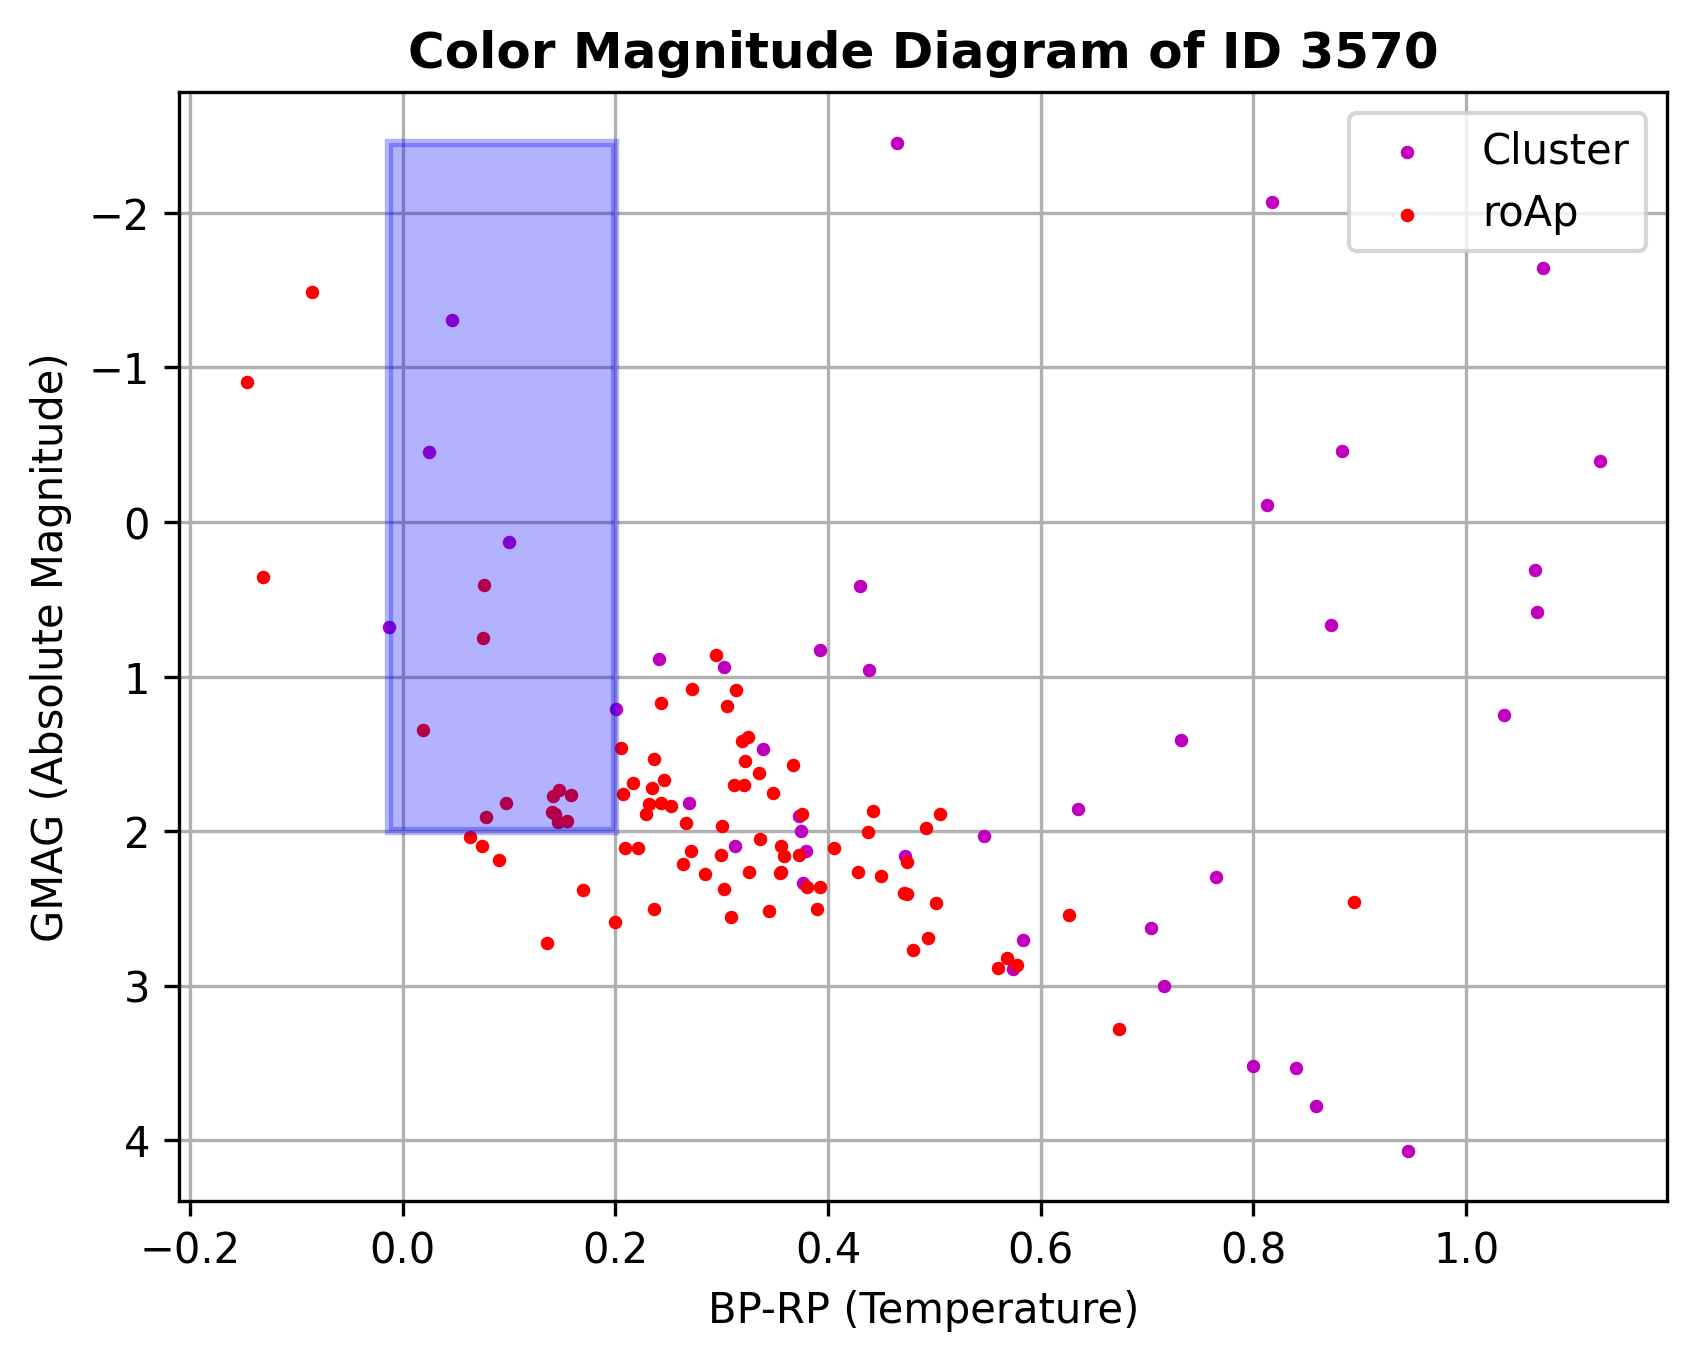 Color Magnitude Diagram of ID 3570
Cluster
roAp
GMAG (Absolute Magnitude)
−2
−1
0
1
2
3
4
−0.2 0.0 0.2 0.4 0.6 0.8 1.0
BP-RP (Temperature)